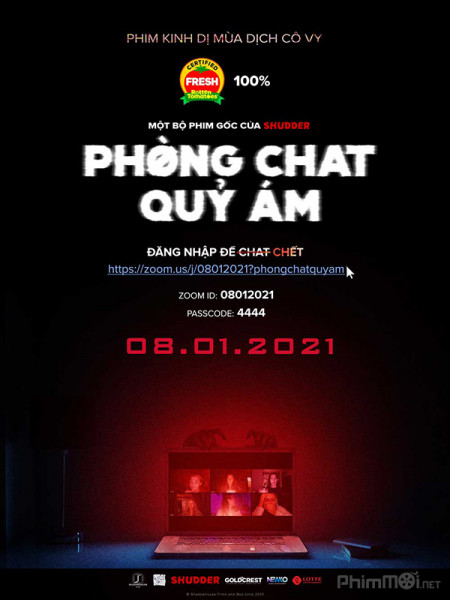 PHIM KINH DỊ MÙA DỊCH CÔ VY
CERTIFIED
FRESH
Rotten
Tomatoes
100%
MỘT BỘ PHIM GỐC CỦA SHUDDER
PHÒNG CHAT
QUỶ ÁM
ĐĂNG NHẬP ĐỂ CHAT CHẾT
https://zoom.us/j/08012021?phongchatquyam
ZOOM ID: 08012021
PASSCODE: 4444
08.01.2021
SHUDDER GOLDCREST LOTTE
PHIMMOI.NET